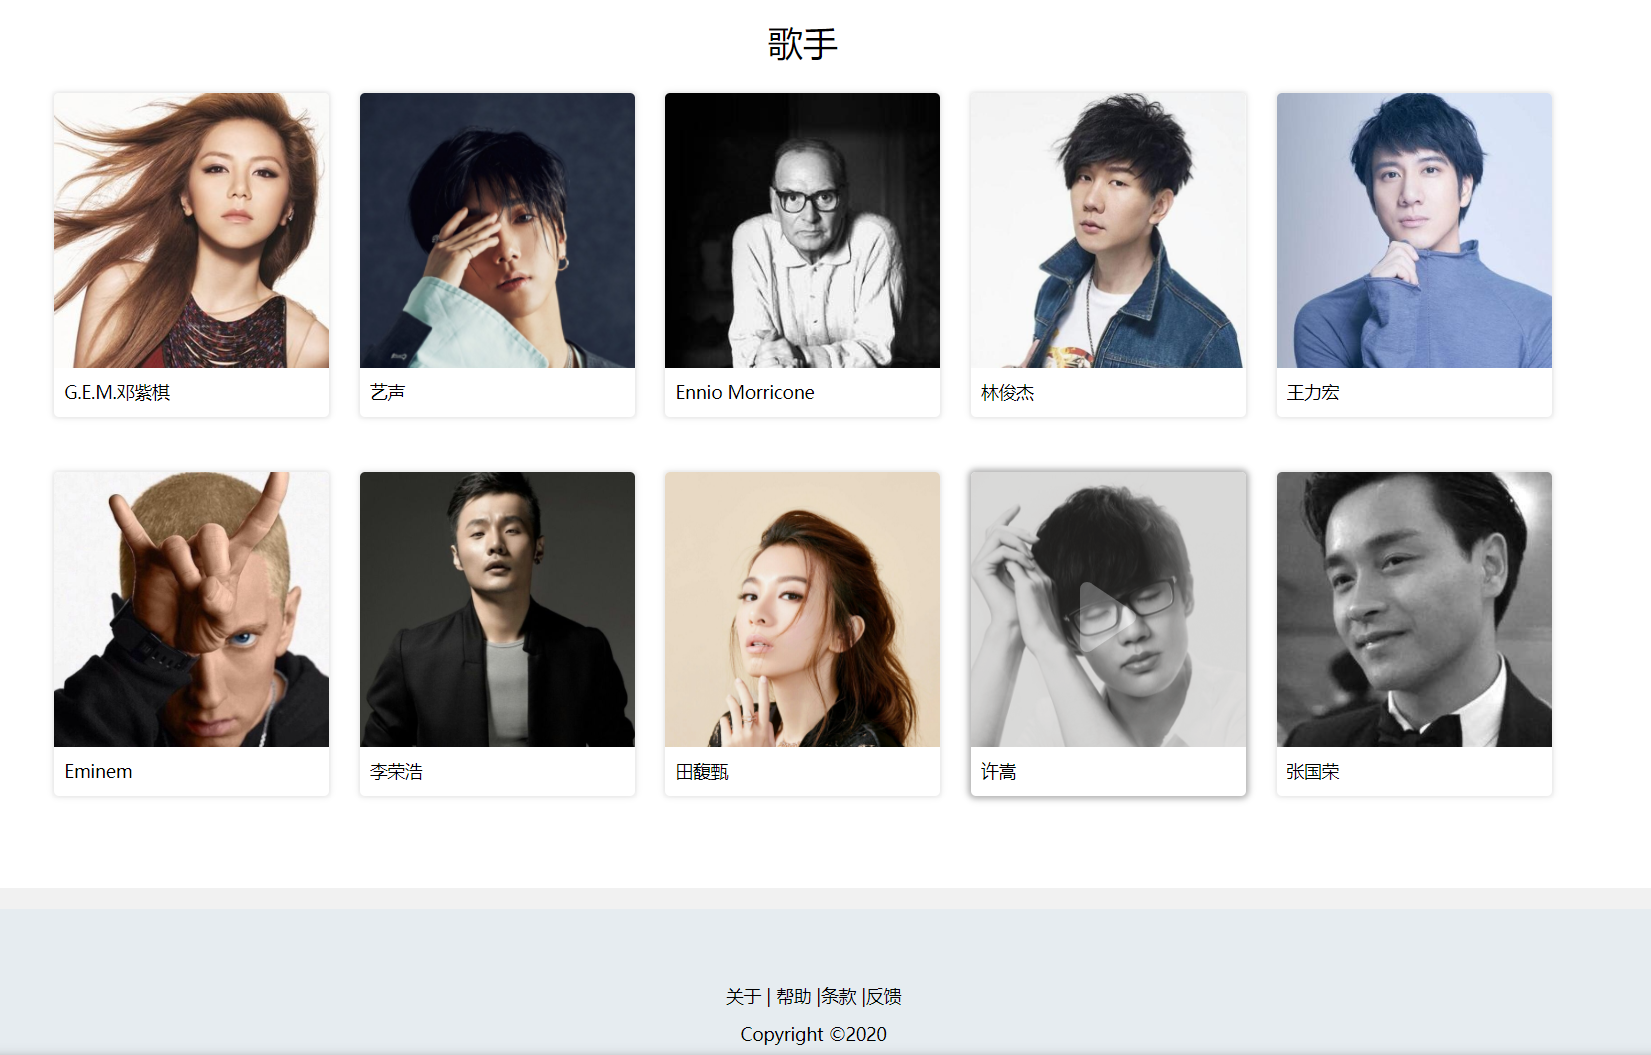 歌手
G.E.M.邓紫棋
艺声
Ennio Morricone
林俊杰
王力宏
Eminem
李荣浩
田馥甄
许嵩
张国荣
关于 | 帮助 |条款 |反馈
Copyright ©2020